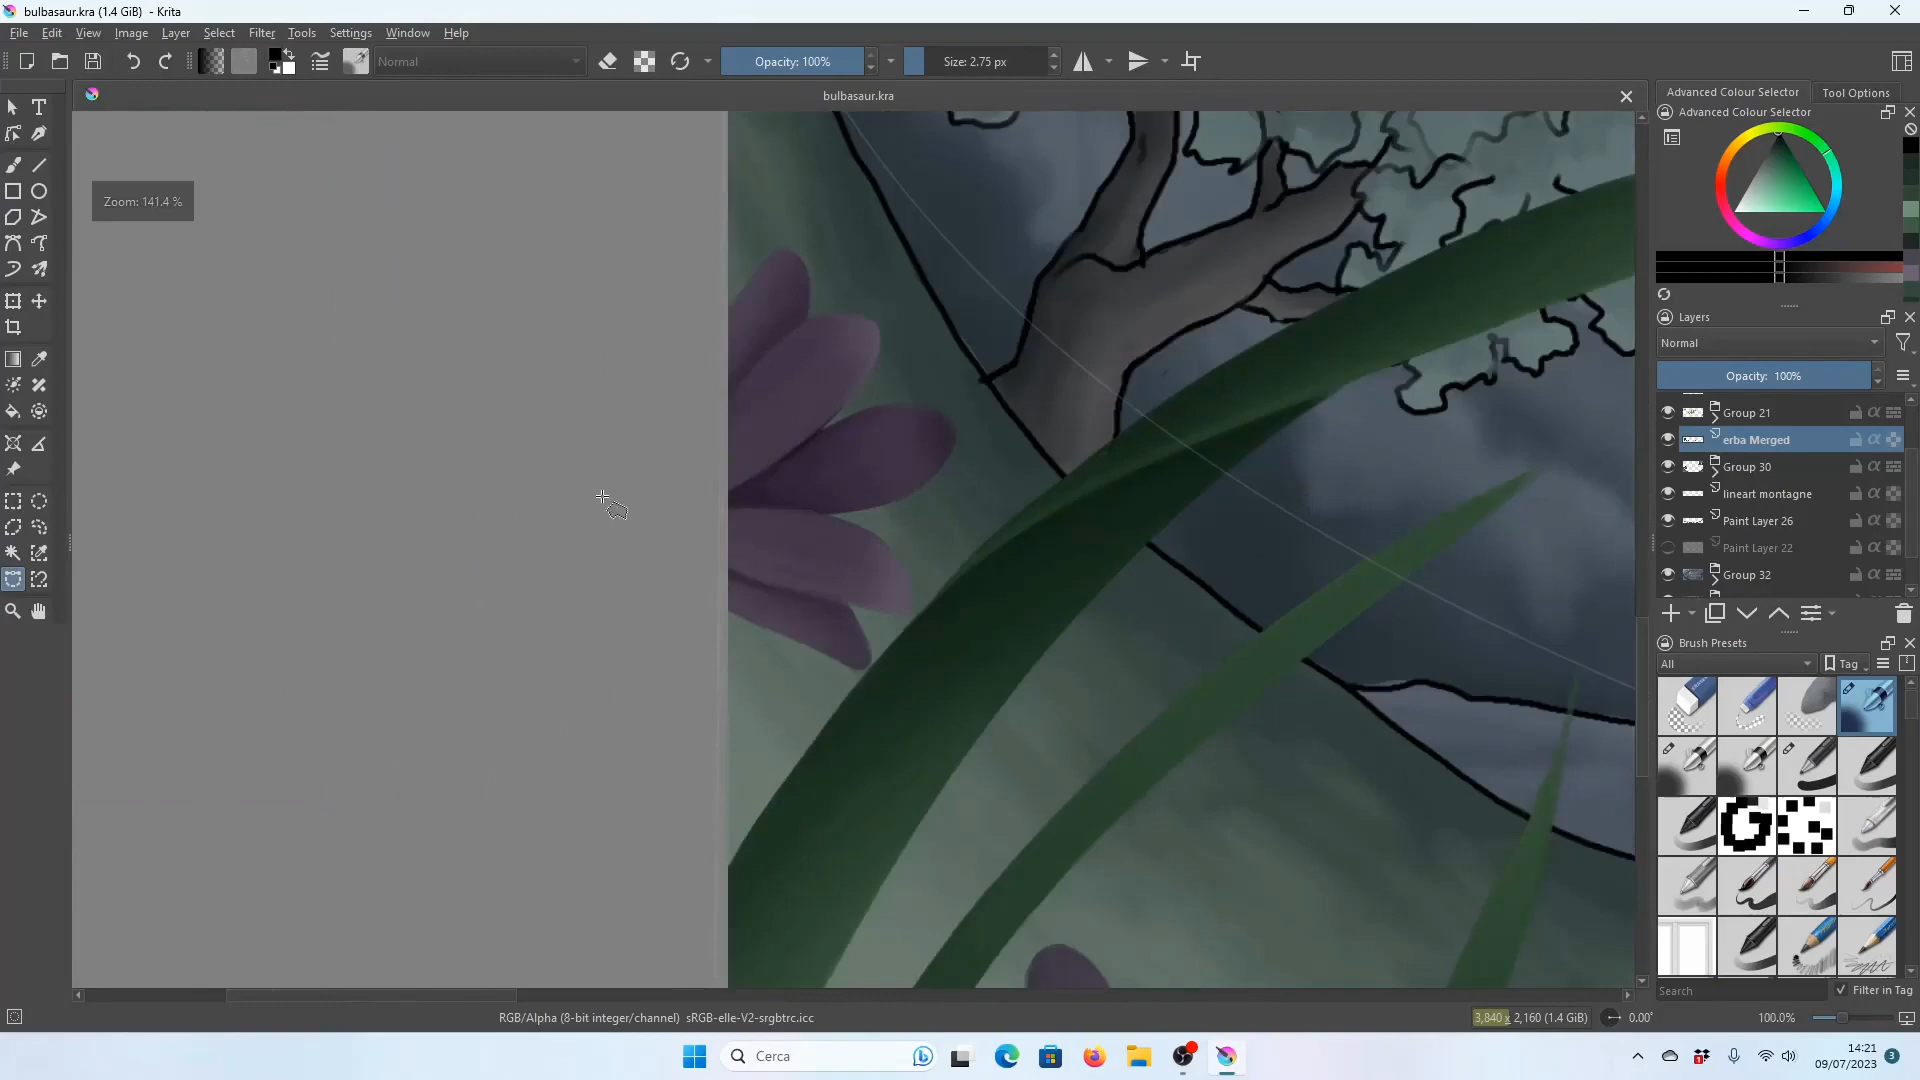 bulbasaur.kra (1.4 GiB) - Krita
File Edit View Image Layer Select Filter Tools Settings Window Help
Normal
Opacity: 100%
Size: 2.75 px
bulbasaur.kra
Zoom: 141.4 %
Advanced Colour Selector
Tool Options
Advanced Colour Selector
Layers
Normal
Opacity: 100%
Group 21
erba Merged
Group 30
lineart montagne
Paint Layer 26
Paint Layer 22
Group 32
Brush Presets
All
Tag
Search
Filter in Tag
RGB/Alpha (8-bit integer/channel) sRGB-elle-V2-srgbtrc.icc
3,840 x 2,160 (1.4 GiB)
0.00°
100.0%
Cerca
1
14:21
09/07/2023
3